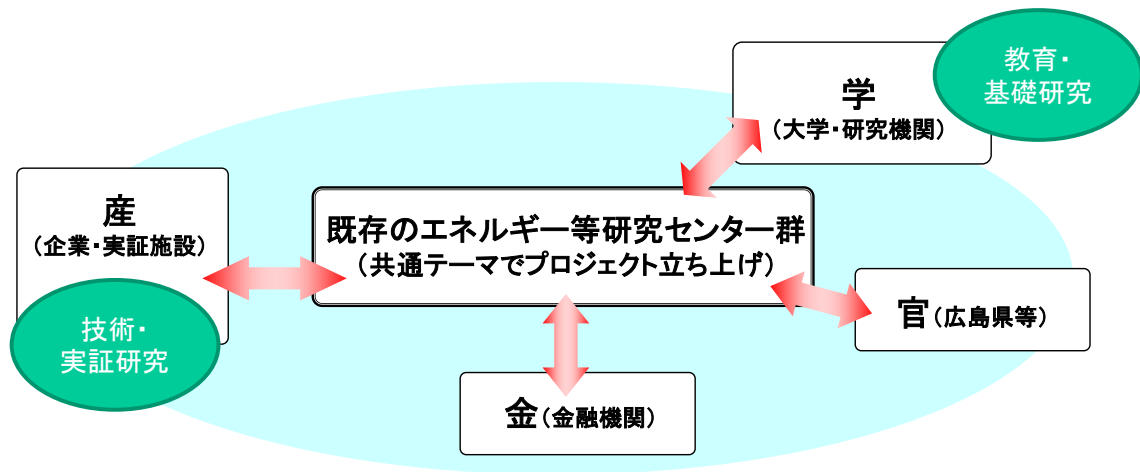 教育・
基礎研究
学
（大学・研究機関）
産
（企業・実証施設）
既存のエネルギー等研究センター群
（共通テーマでプロジェクト立ち上げ）
技術・
実証研究
官（広島県等）
金（金融機関）